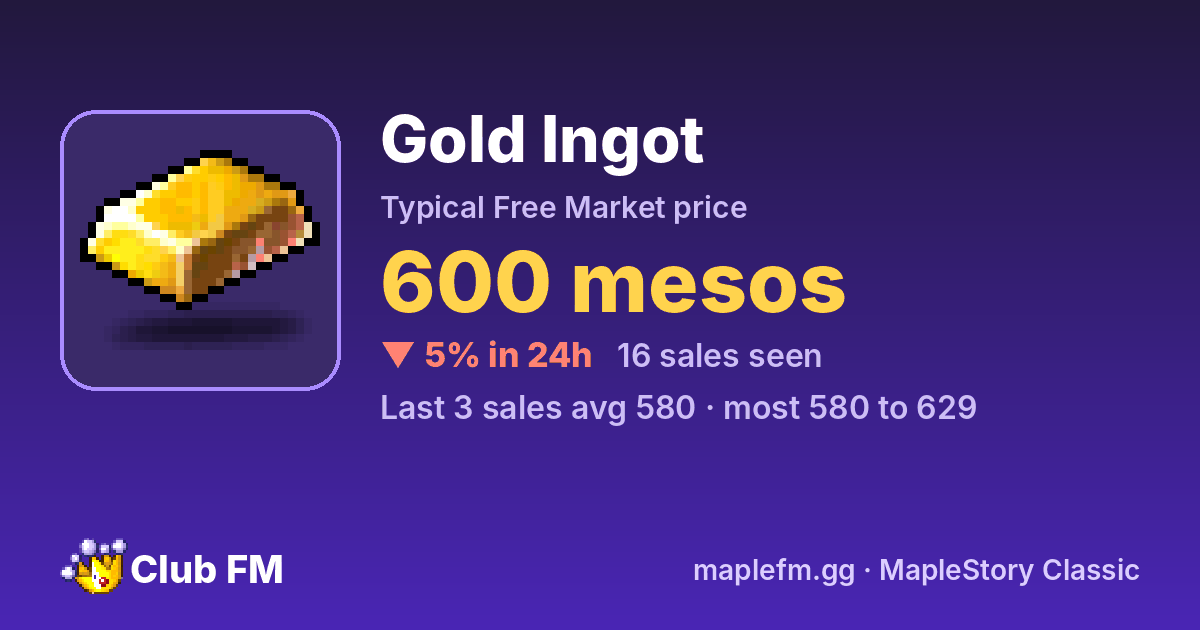 Gold Ingot
Typical Free Market price
600 mesos
▼ 5% in 24h 16 sales seen
Last 3 sales avg 580 · most 580 to 629
Club FM
maplefm.gg · MapleStory Classic